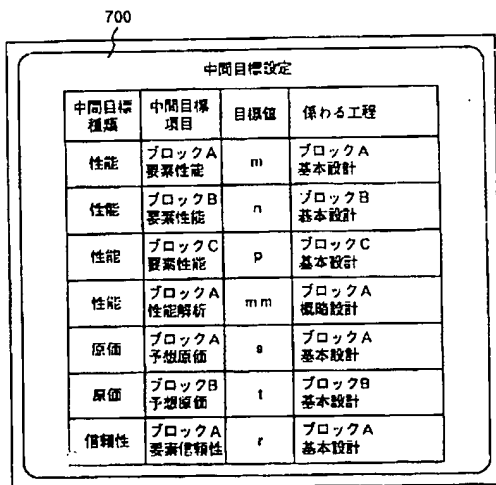 700
中間目標設定
中間目標種類 中間目標項目 目標値 係わる工程
性能 ブロックA要素性能 m ブロックA基本設計
性能 ブロックB要素性能 n ブロックB基本設計
性能 ブロックC要素性能 p ブロックC基本設計
性能 ブロックA性能解析 mm ブロックA概略設計
原価 ブロックA予想原価 s ブロックA基本設計
原価 ブロックB予想原価 t ブロックB基本設計
信頼性 ブロックA要素信頼性 r ブロックA基本設計